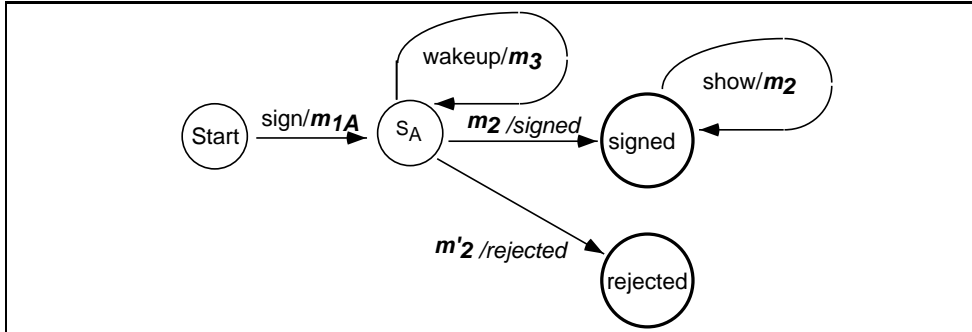 wakeup/m3
show/m2
sign/m1A
Start
SA
m2 /signed
signed
m'2 /rejected
rejected